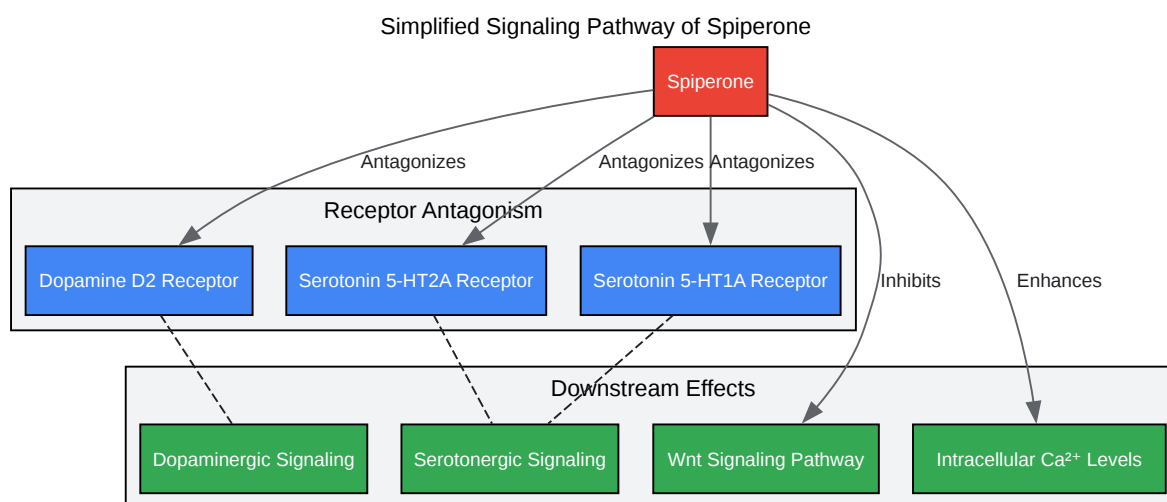 Simplified Signaling Pathway of Spiperone
Spiperone
Antagonizes
Antagonizes
Antagonizes
Receptor Antagonism
Dopamine D2 Receptor
Serotonin 5-HT2A Receptor
Serotonin 5-HT1A Receptor
Inhibits
Enhances
Downstream Effects
Dopaminergic Signaling
Serotonergic Signaling
Wnt Signaling Pathway
Intracellular Ca²⁺ Levels